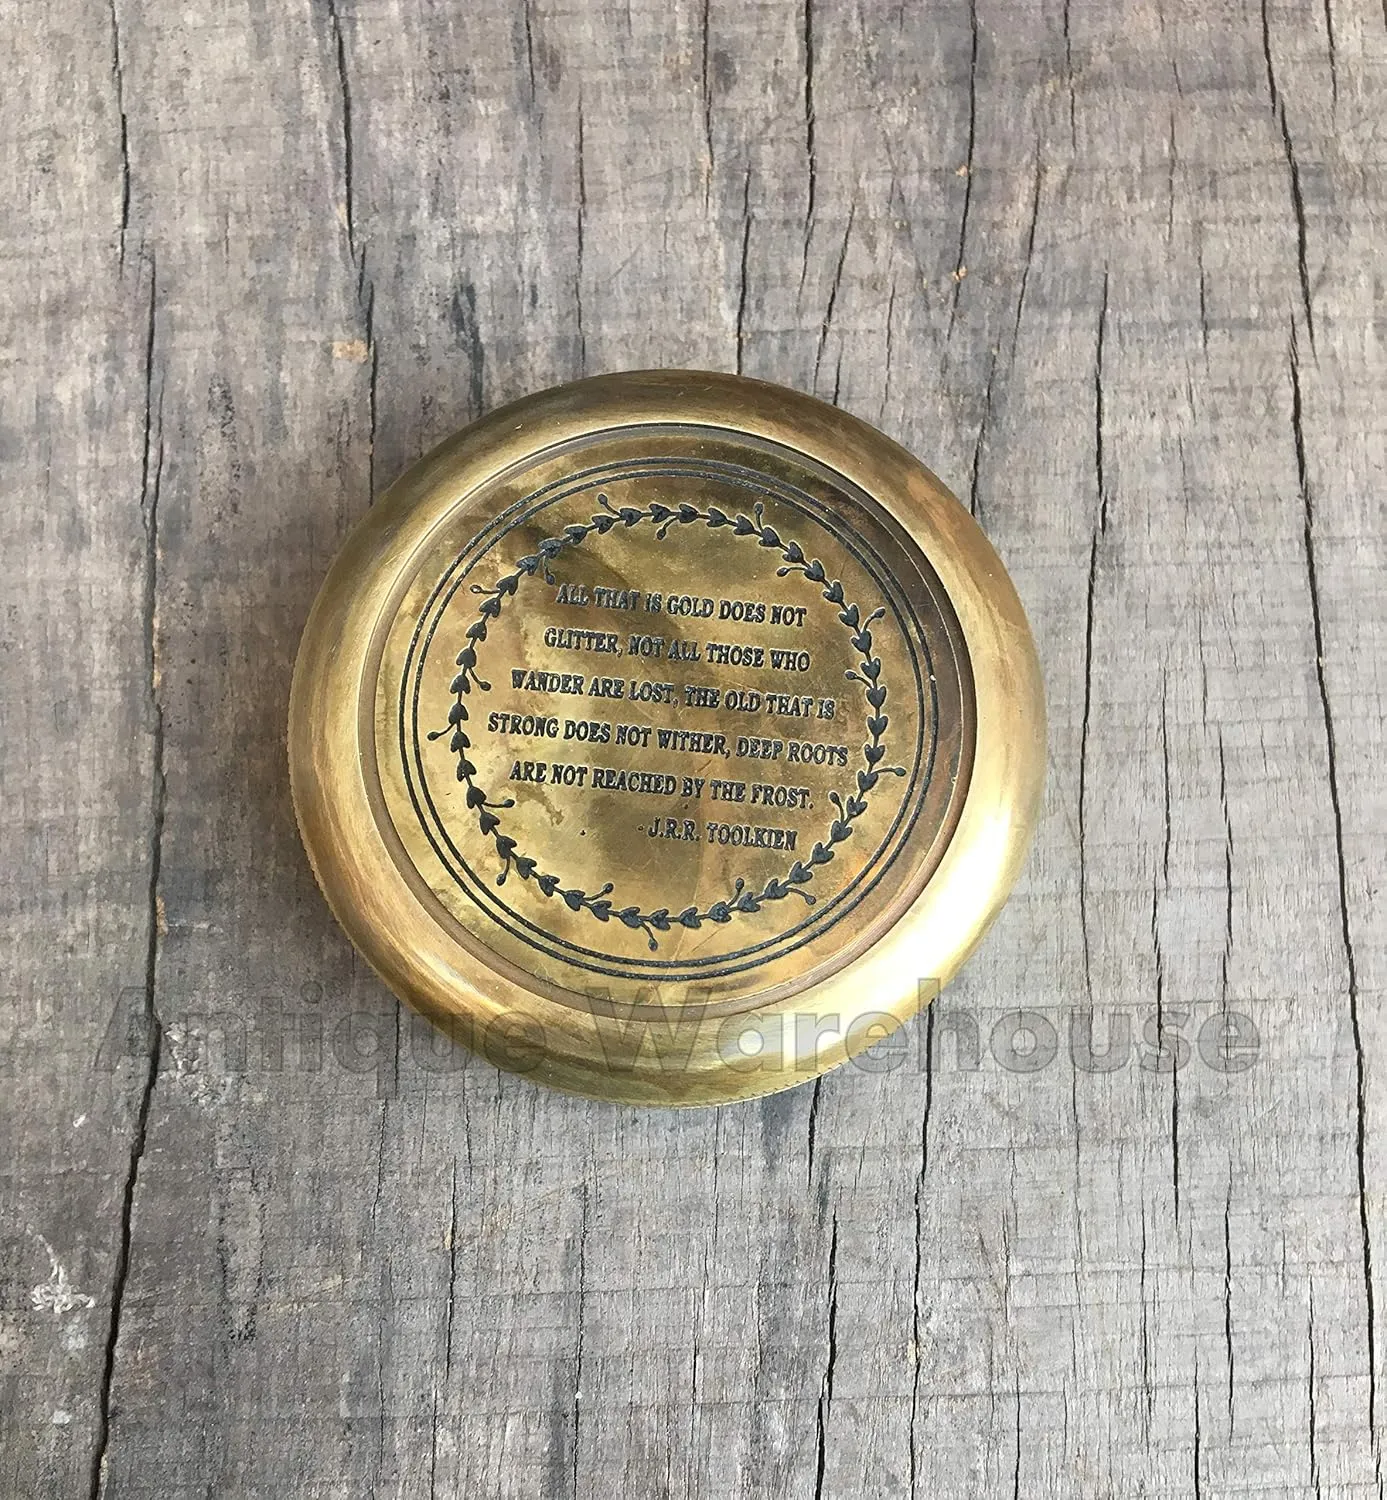 ALL THAT IS GOLD DOES NOT
GLITTER, NOT ALL THOSE WHO
WANDER ARE LOST, THE OLD THAT IS
STRONG DOES NOT WITHER, DEEP ROOTS
ARE NOT REACHED BY THE FROST.
- J.R.R. TOOLKIEN
Antique Warehouse